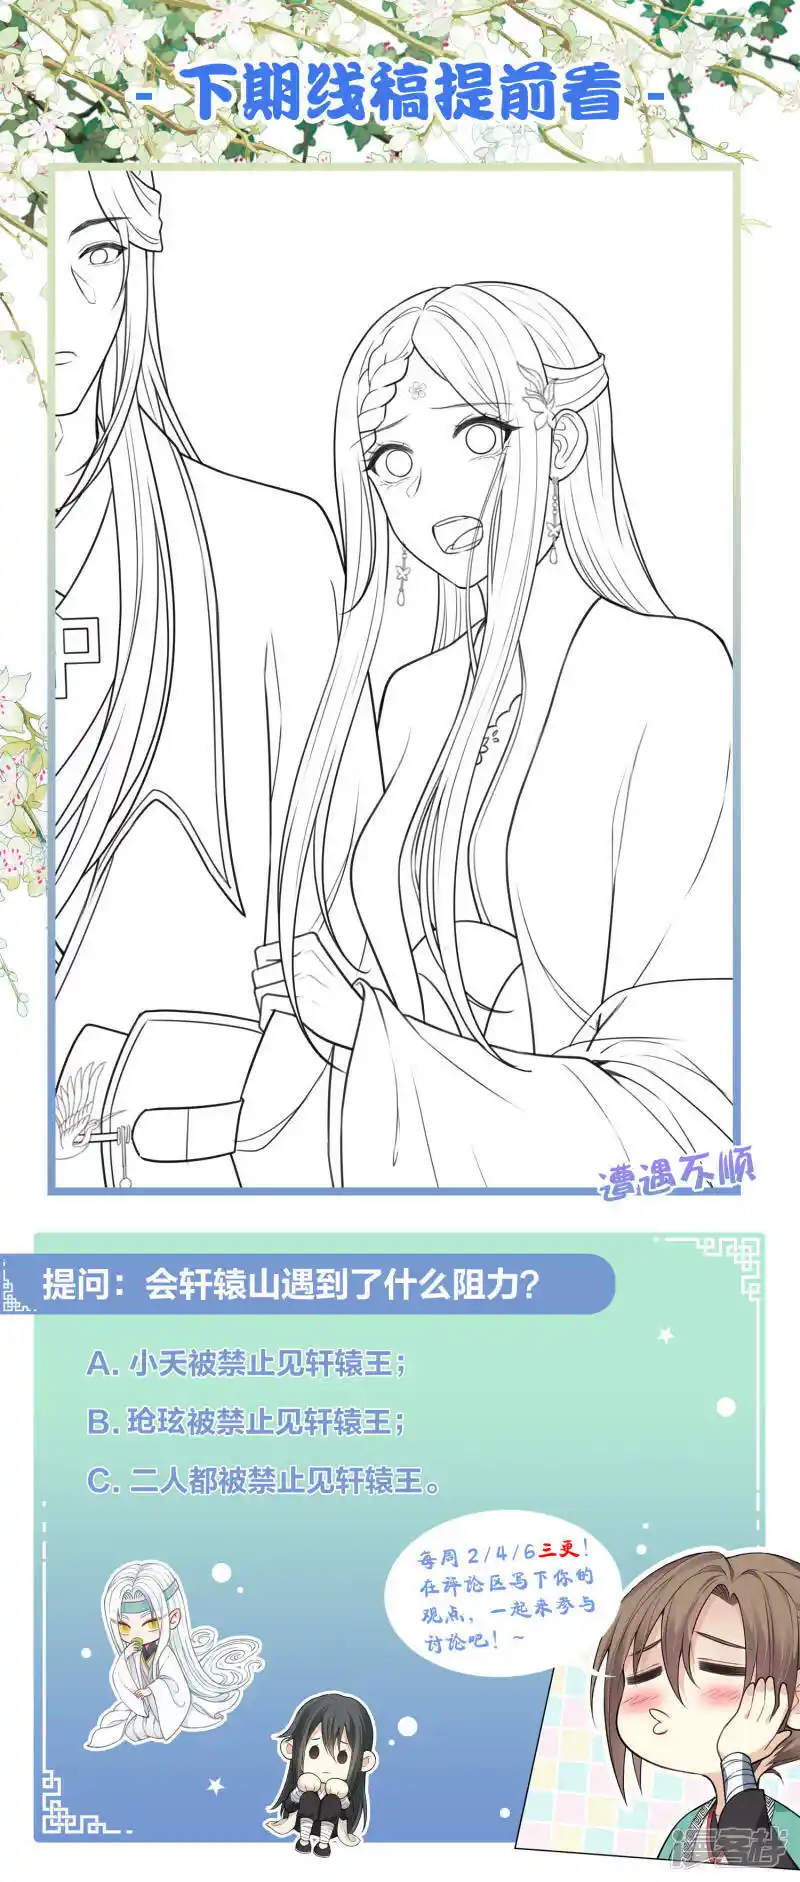 - 下期线稿提前看 -
遭遇不顺
提问：会轩辕山遇到了什么阻力？
A. 小夭被禁止见轩辕王；
B. 玱玹被禁止见轩辕王；
C. 二人都被禁止见轩辕王。
每周 2/4/6三更！
在评论区写下你的
观点，一起来参与
讨论吧！~
漫客栈